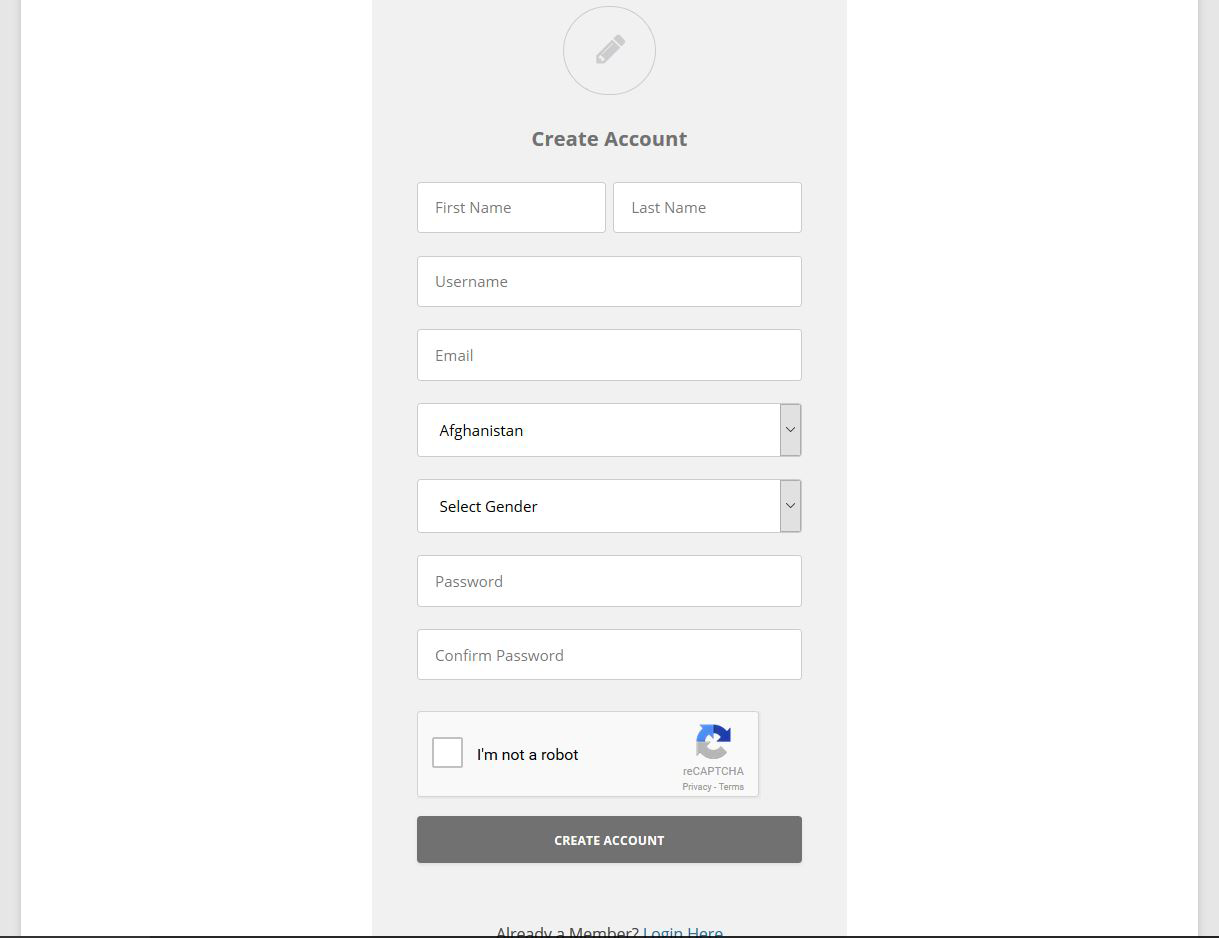 Create Account
First Name Last Name
Username
Email
Afghanistan
Select Gender
Password
Confirm Password
I'm not a robot
reCAPTCHA
Privacy - Terms
CREATE ACCOUNT
Already a Member? Login Here